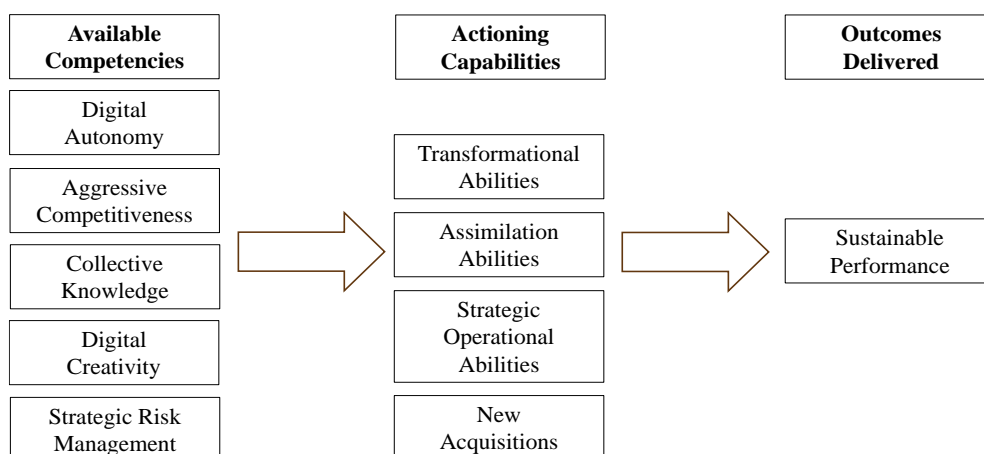 Available
Competencies
Digital
Autonomy
Aggressive
Competitiveness
Collective
Knowledge
Digital
Creativity
Strategic Risk
Management
Actioning
Capabilities
Transformational
Abilities
Assimilation
Abilities
Strategic
Operational
Abilities
New
Acquisitions
Outcomes
Delivered
Sustainable
Performance